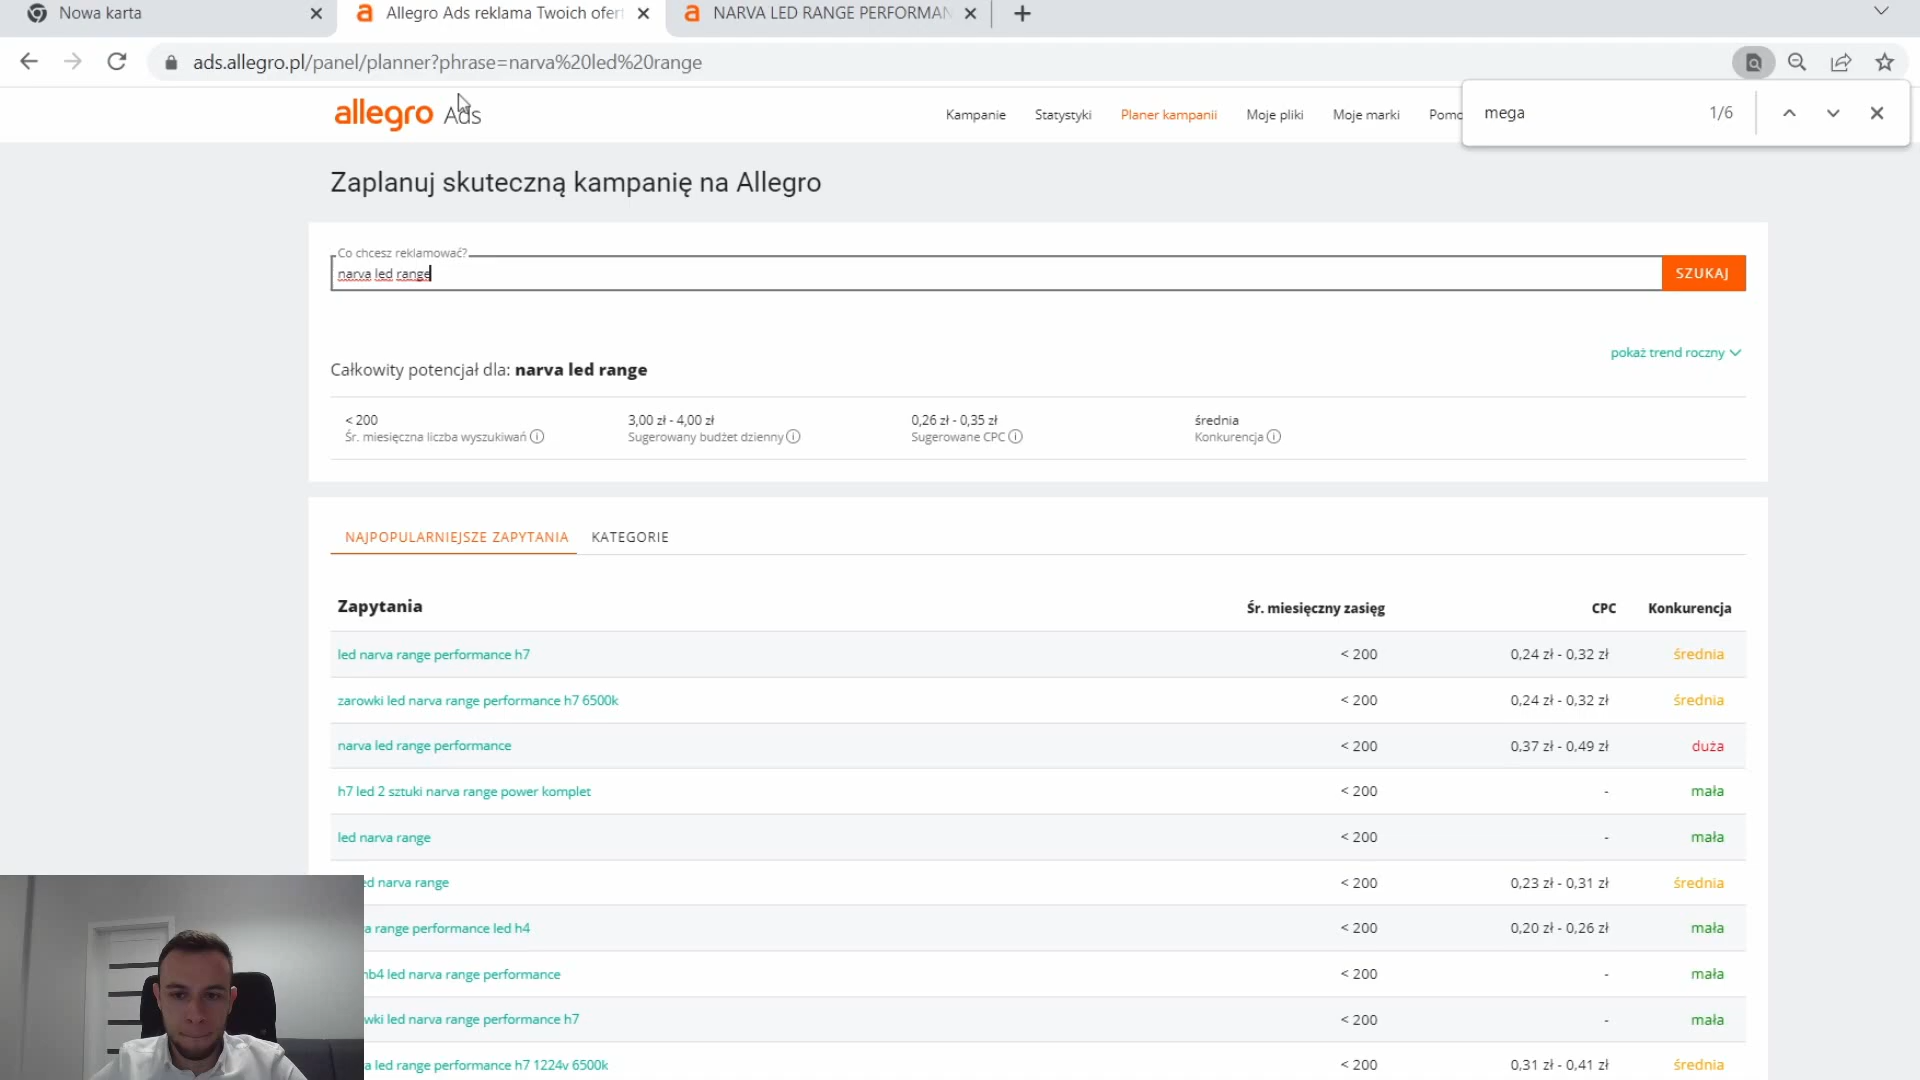 Nowa karta
Allegro Ads reklama Twoich ofert
NARVA LED RANGE PERFORMAN
ads.allegro.pl/panel/planner?phrase=narva%20led%20range
mega 1/6
allegro Ads
Kampanie Statystyki Planer kampanii Moje pliki Moje marki Pomo
Zaplanuj skuteczną kampanię na Allegro
Co chcesz reklamować?
narva led range
SZUKAJ
pokaż trend roczny
Całkowity potencjał dla: narva led range
< 200 3,00 zł - 4,00 zł 0,26 zł - 0,35 zł średnia
Śr. miesięczna liczba wyszukiwań Sugerowany budżet dzienny Sugerowane CPC Konkurencja
NAJPOPULARNIEJSZE ZAPYTANIA KATEGORIE
Zapytania Śr. miesięczny zasięg CPC Konkurencja
led narva range performance h7 < 200 0,24 zł - 0,32 zł średnia
zarowki led narva range performance h7 6500k < 200 0,24 zł - 0,32 zł średnia
narva led range performance < 200 0,37 zł - 0,49 zł duża
h7 led 2 sztuki narva range power komplet < 200 - mała
led narva range < 200 - mała
ed narva range < 200 0,23 zł - 0,31 zł średnia
a range performance led h4 < 200 0,20 zł - 0,26 zł mała
hb4 led narva range performance < 200 - mała
wki led narva range performance h7 < 200 - mała
a led range performance h7 1224v 6500k < 200 0,31 zł - 0,41 zł średnia